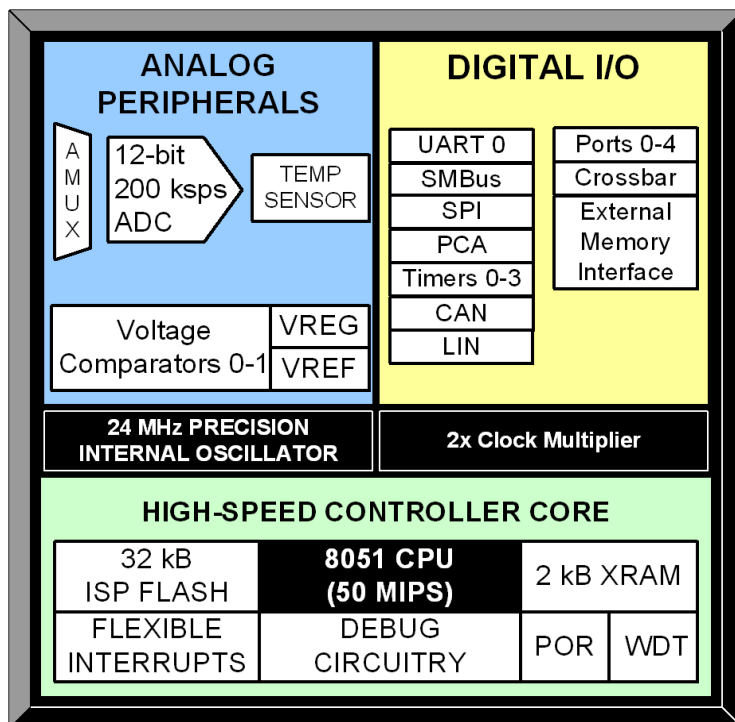 ANALOG
PERIPHERALS
A
M
U
X
12-bit
200 ksps
ADC
TEMP
SENSOR
Voltage
Comparators 0-1
VREG
VREF
DIGITAL I/O
UART 0
SMBus
SPI
PCA
Timers 0-3
CAN
LIN
Ports 0-4
Crossbar
External
Memory
Interface
24 MHz PRECISION
INTERNAL OSCILLATOR
2x Clock Multiplier
HIGH-SPEED CONTROLLER CORE
32 kB
ISP FLASH
8051 CPU
(50 MIPS)
2 kB XRAM
FLEXIBLE
INTERRUPTS
DEBUG
CIRCUITRY
POR
WDT